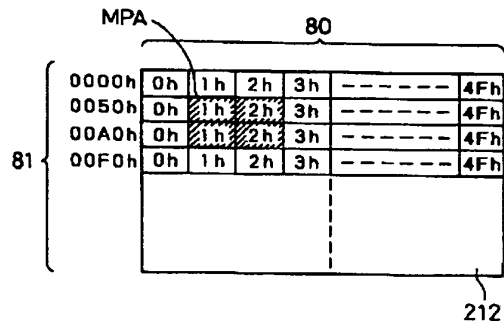 MPA
80
0000h 0h 1h 2h 3h 4Fh
0050h 0h 1h 2h 3h 4Fh
00A0h 0h 1h 2h 3h 4Fh
00F0h 0h 1h 2h 3h 4Fh
81
212